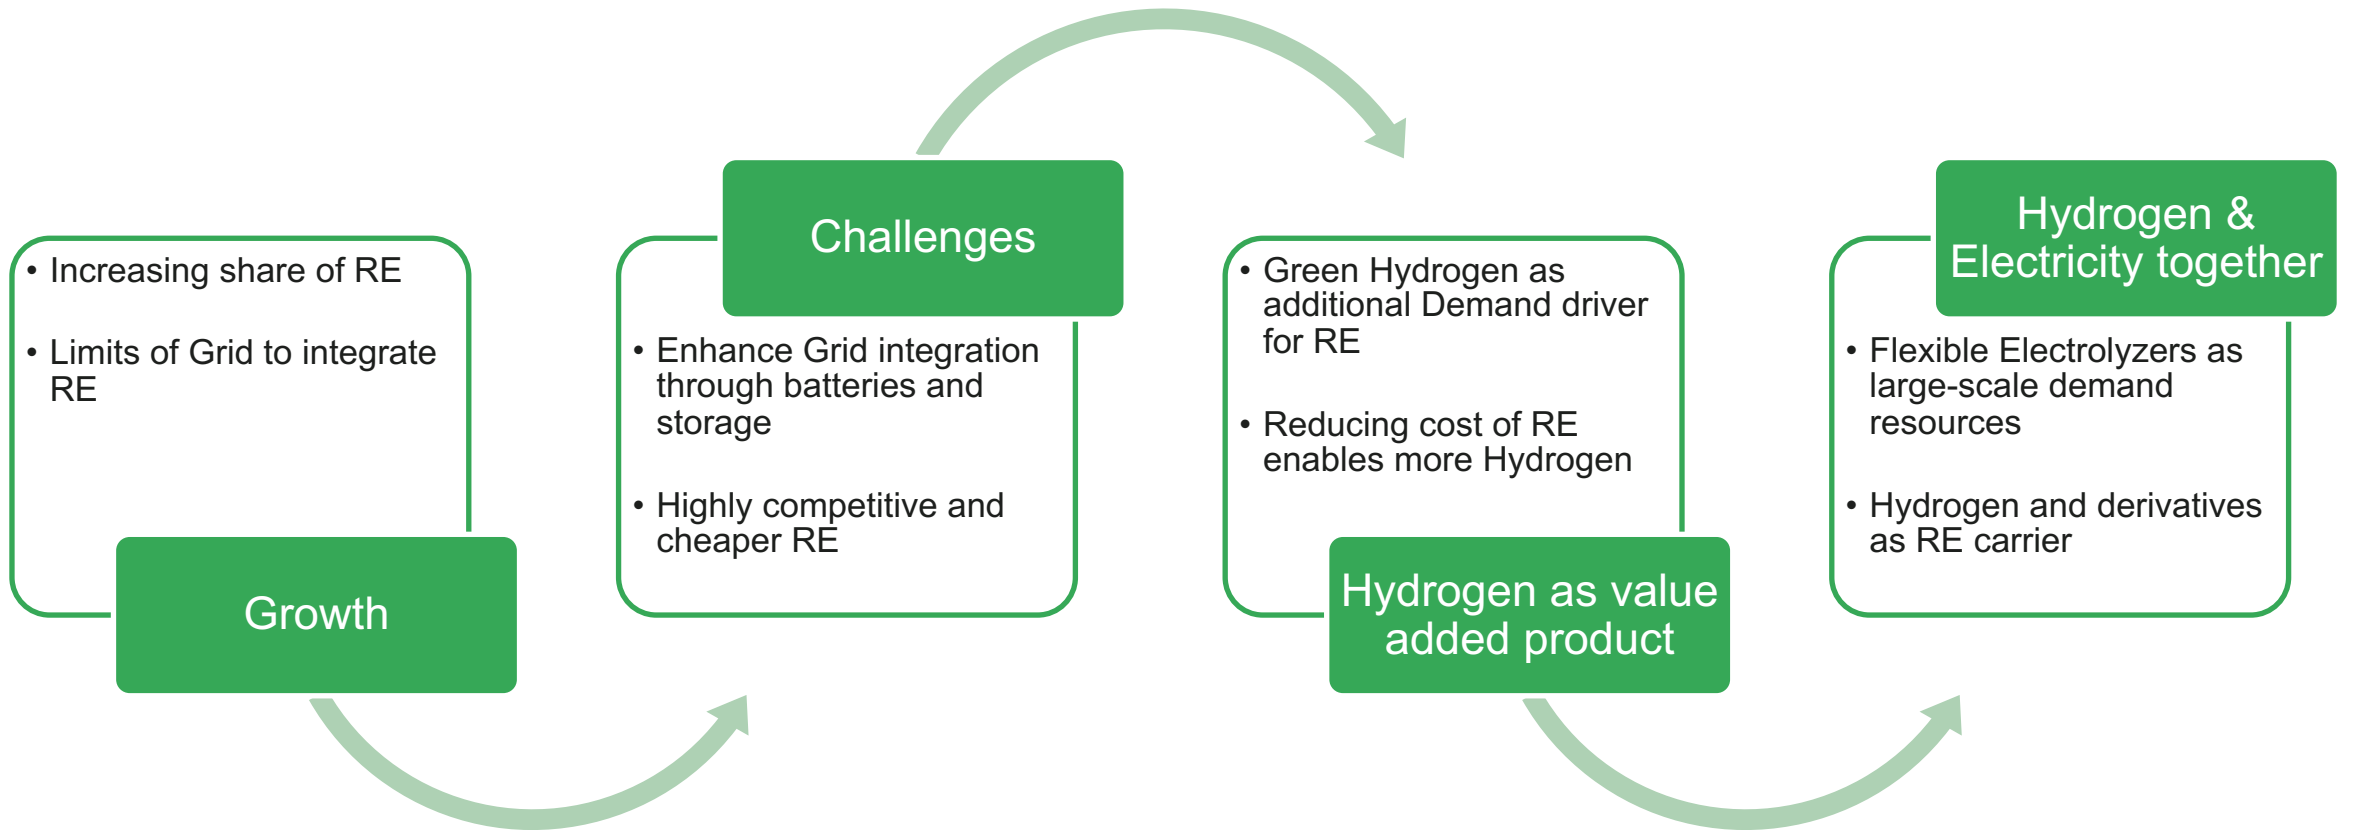 • Increasing share of RE
• Limits of Grid to integrate
RE
Growth
Challenges
• Enhance Grid integration
through batteries and
storage
• Highly competitive and
cheaper RE
• Green Hydrogen as
additional Demand driver
for RE
• Reducing cost of RE
enables more Hydrogen
Hydrogen as value
added product
Hydrogen &
Electricity together
• Flexible Electrolyzers as
large-scale demand
resources
• Hydrogen and derivatives
as RE carrier